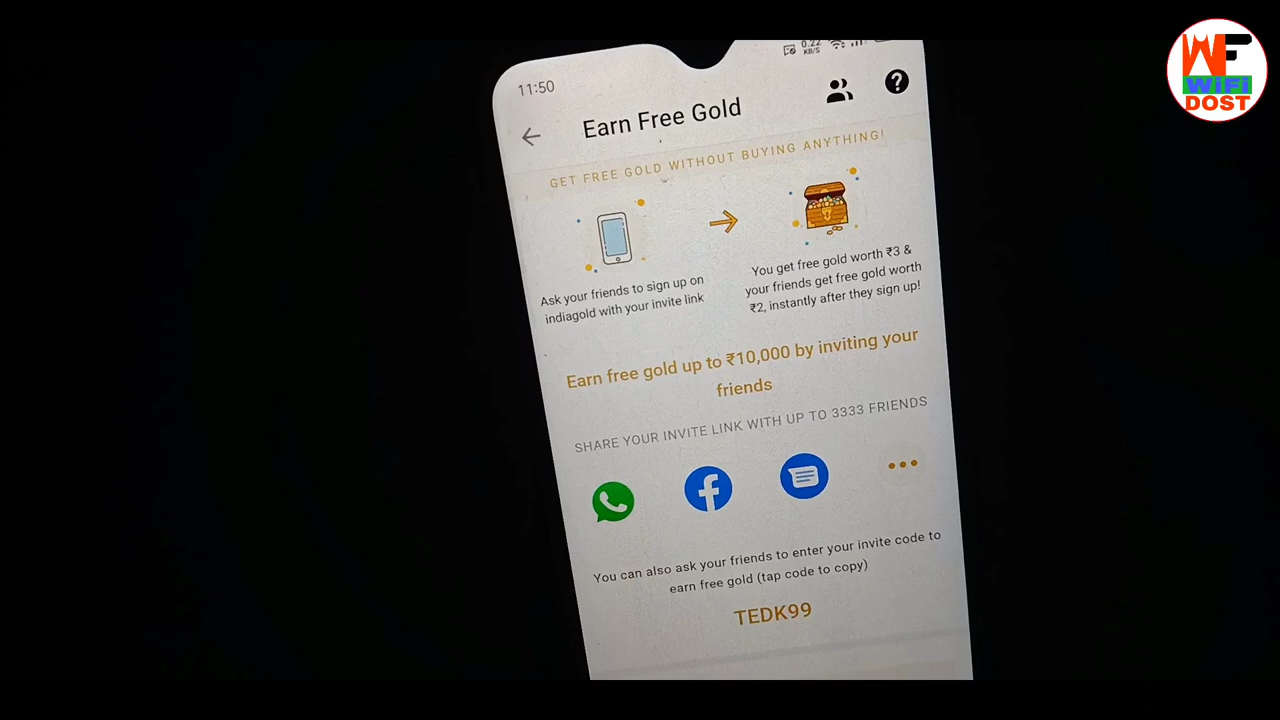 11:50
0.22
KB/S
Earn Free Gold
GET FREE GOLD WITHOUT BUYING ANYTHING!
Ask your friends to sign up on
indiagold with your invite link
You get free gold worth ₹3 &
your friends get free gold worth
₹2, instantly after they sign up!
Earn free gold up to ₹10,000 by inviting your
friends
SHARE YOUR INVITE LINK WITH UP TO 3333 FRIENDS
You can also ask your friends to enter your invite code to
earn free gold (tap code to copy)
TEDK99
WF
WiFi
DOST